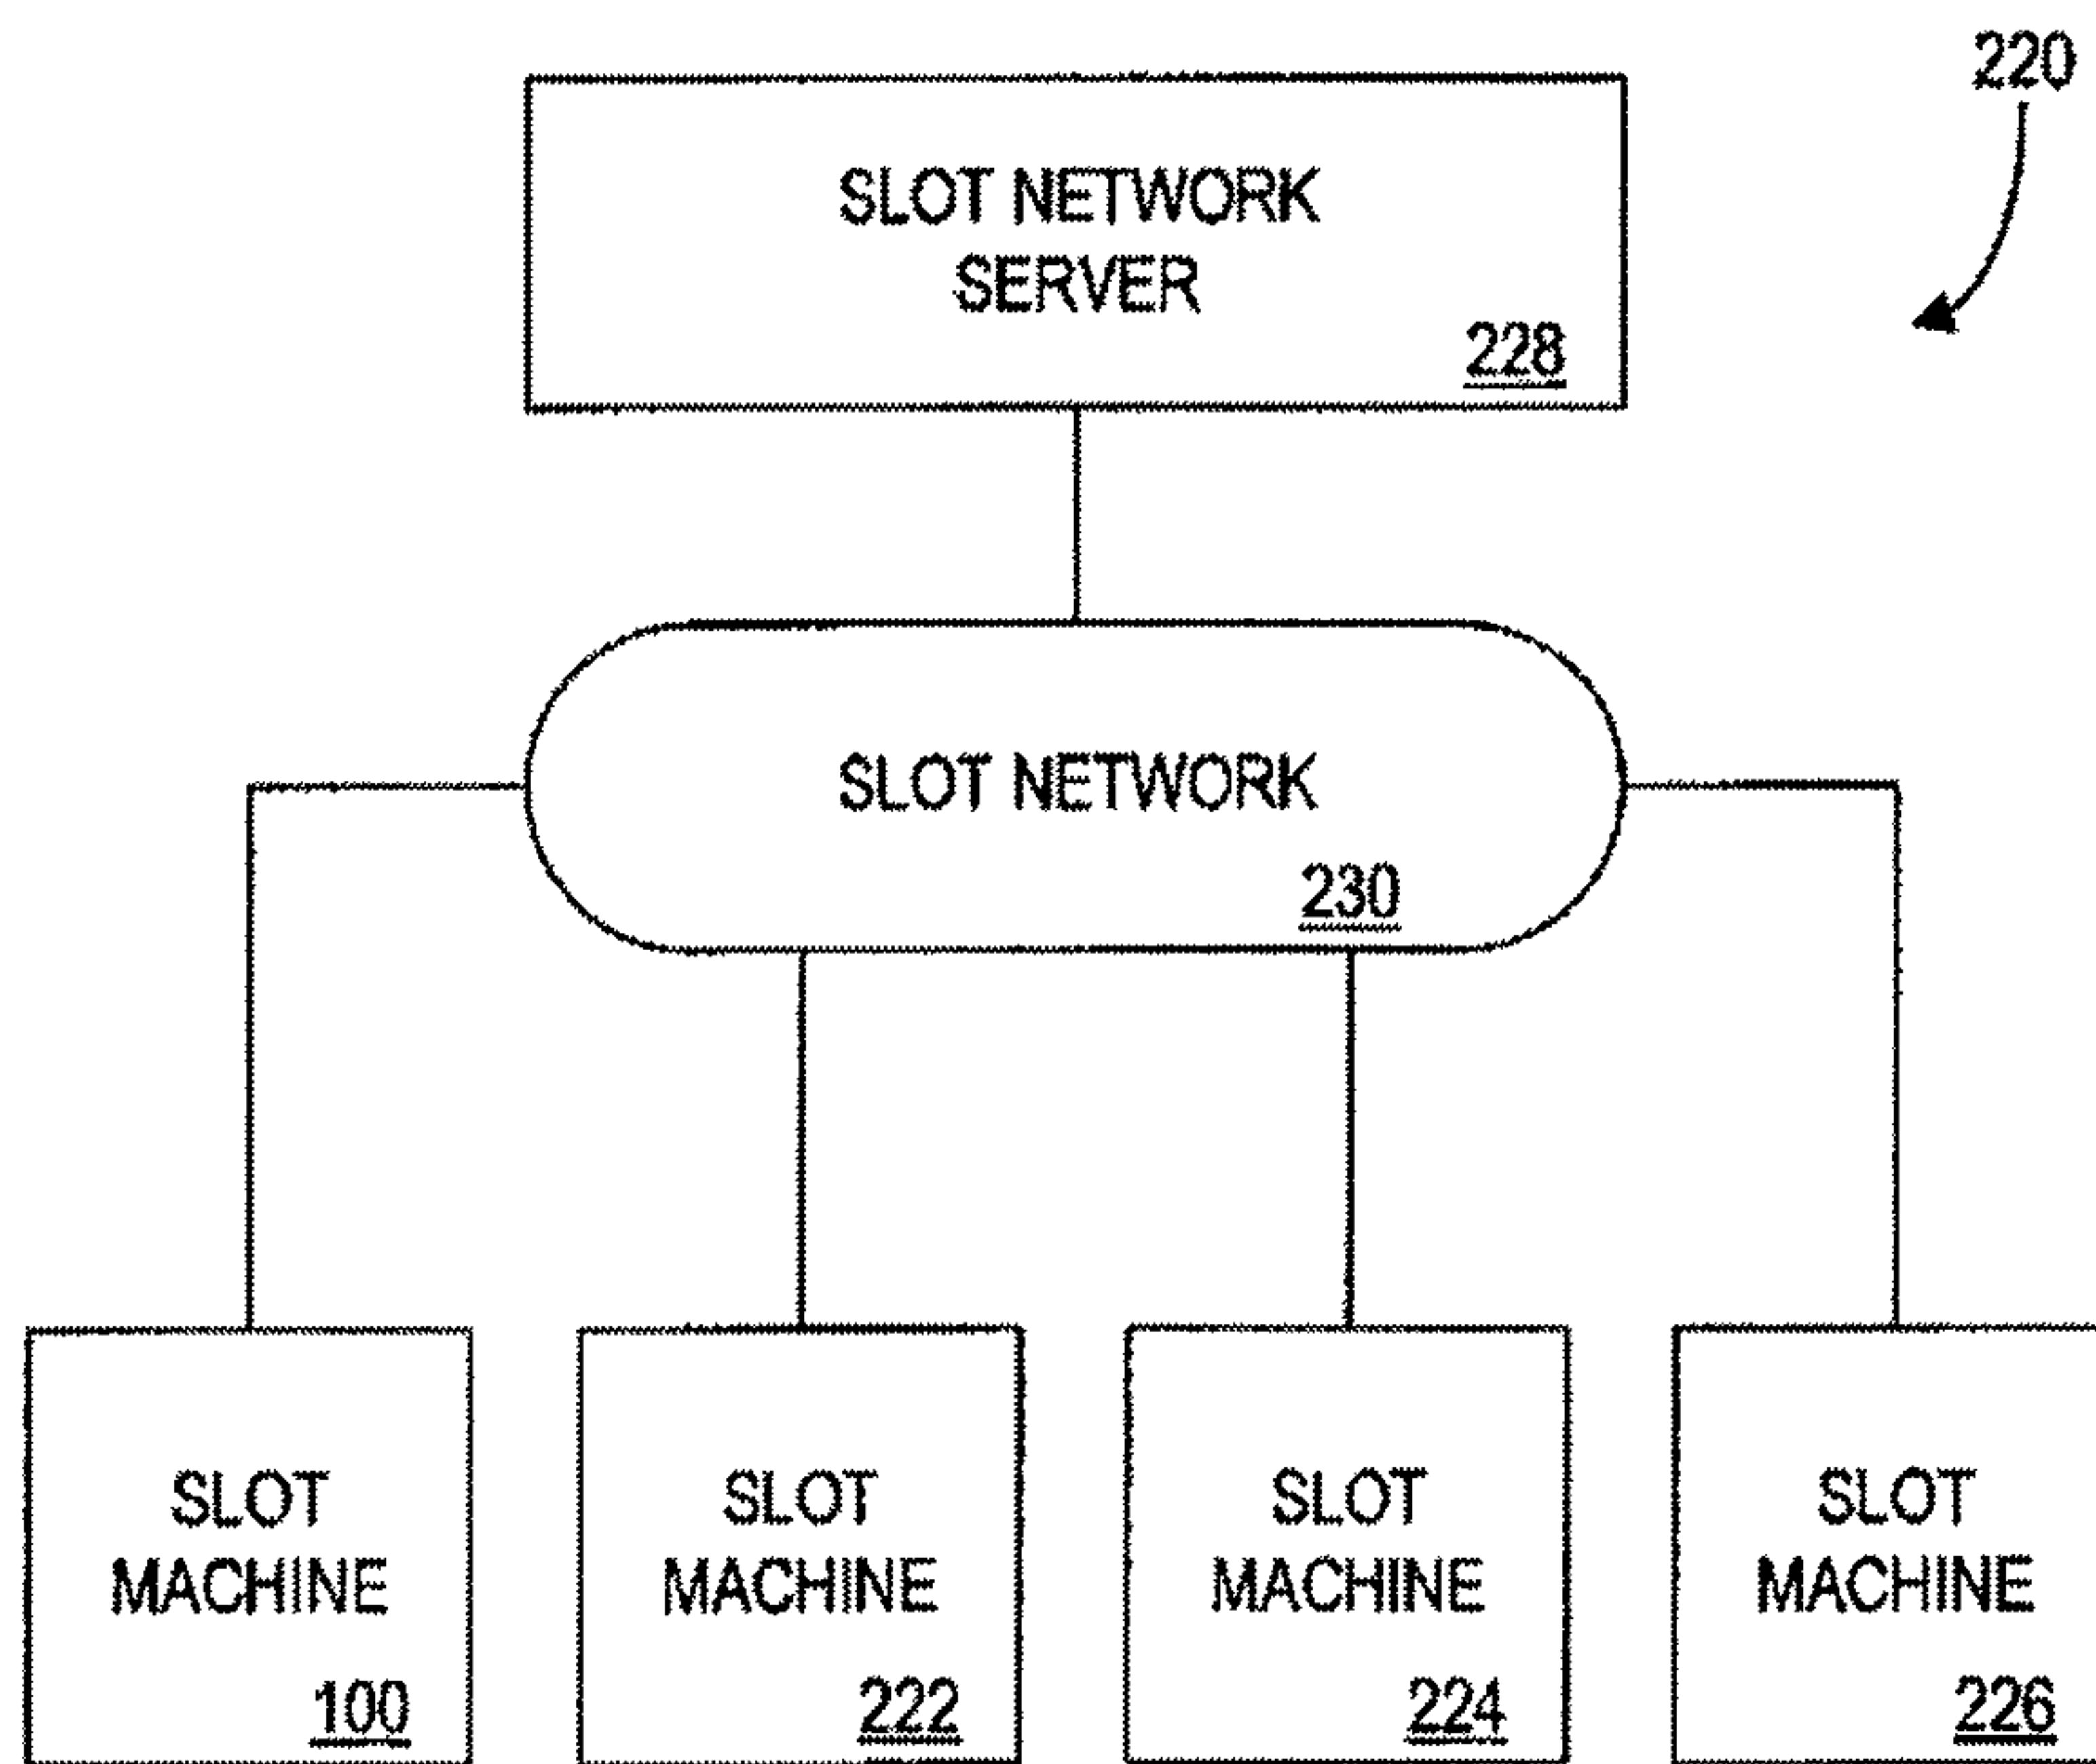 220
SLOT NETWORK
SERVER
228
SLOT NETWORK
230
SLOT
MACHINE
100
SLOT
MACHINE
222
SLOT
MACHINE
224
SLOT
MACHINE
226